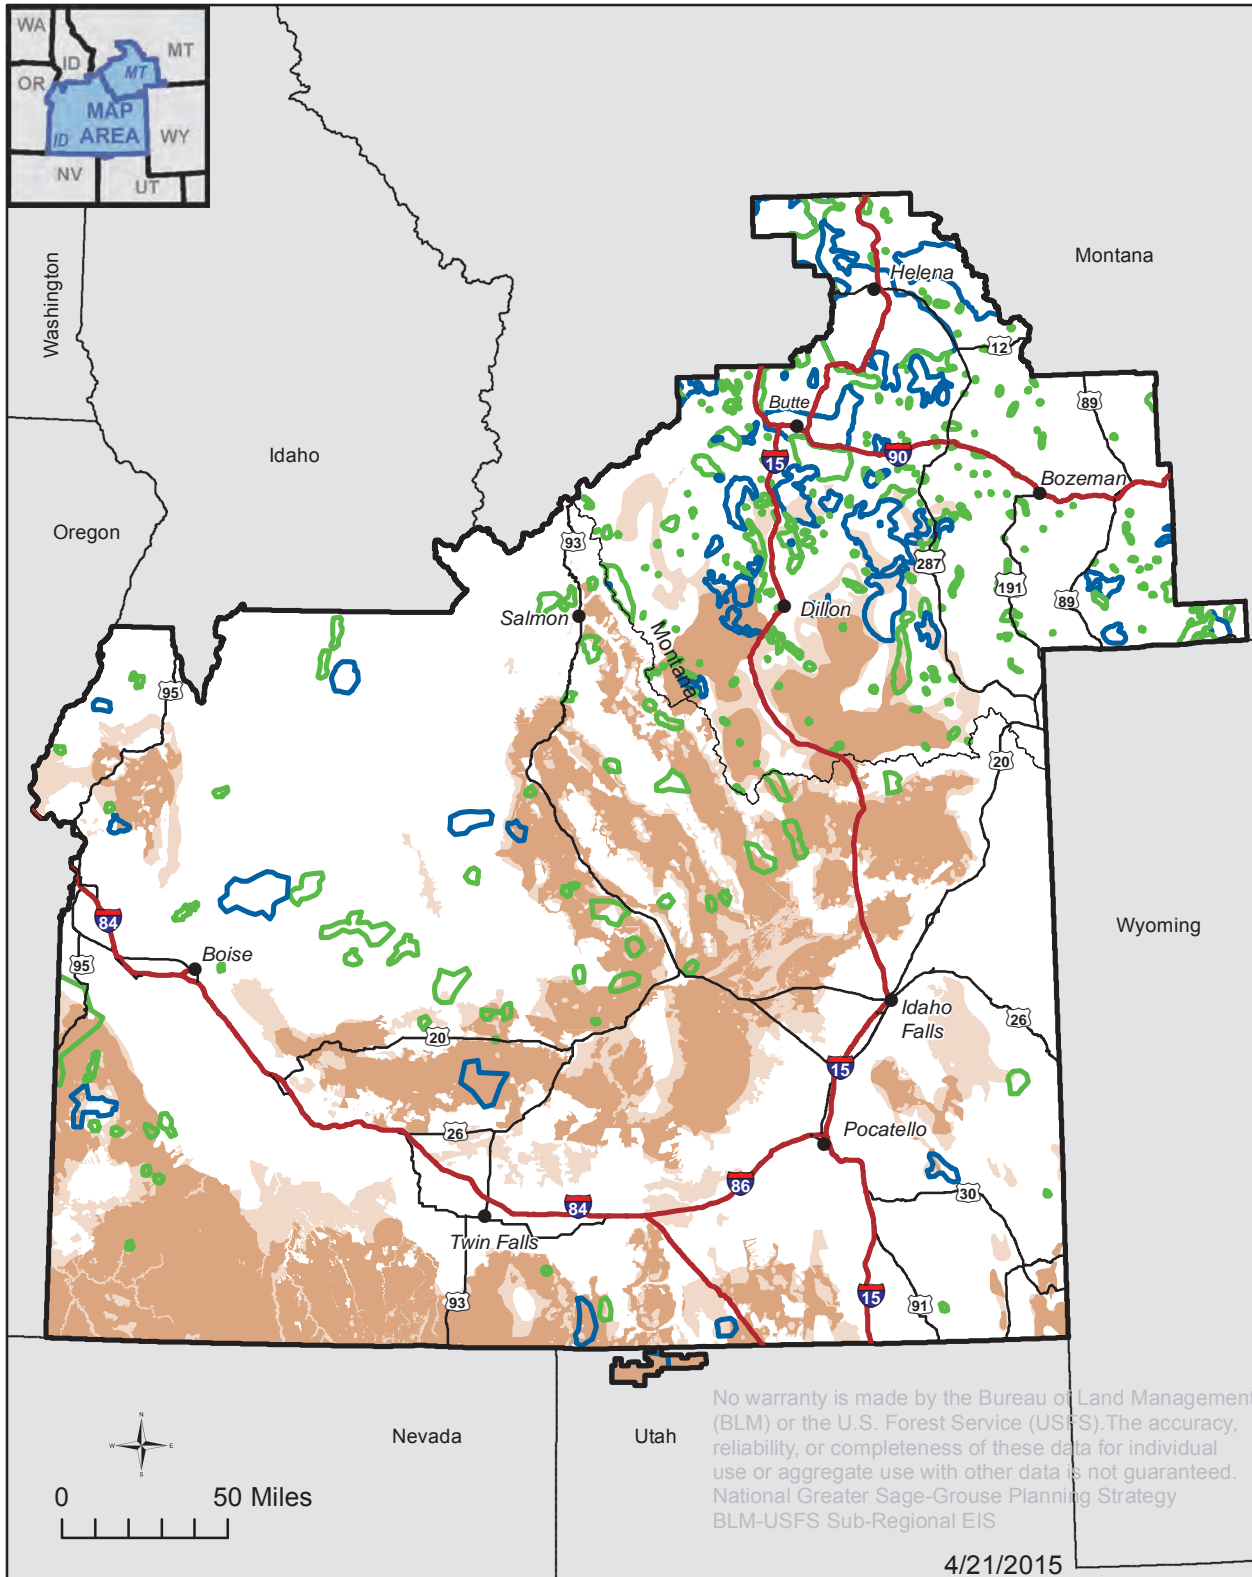 WA
ID
MT
MT
OR
MAP
AREA
ID
WY
NV
UT
Washington
Montana
Helena
12
89
Butte
Idaho
15
90
Bozeman
Oregon
93
287
191
89
Salmon
Dillon
Montana
95
20
84
Wyoming
95
Boise
Idaho
Falls
26
20
15
26
Pocatello
86
30
84
Twin Falls
93
15
91
No warranty is made by the Bureau of Land Management
(BLM) or the U.S. Forest Service (USFS).The accuracy,
reliability, or completeness of these data for individual
use or aggregate use with other data is not guaranteed.
National Greater Sage-Grouse Planning Strategy
BLM-USFS Sub-Regional EIS
Nevada
Utah
N
W
E
S
0
50 Miles
4/21/2015